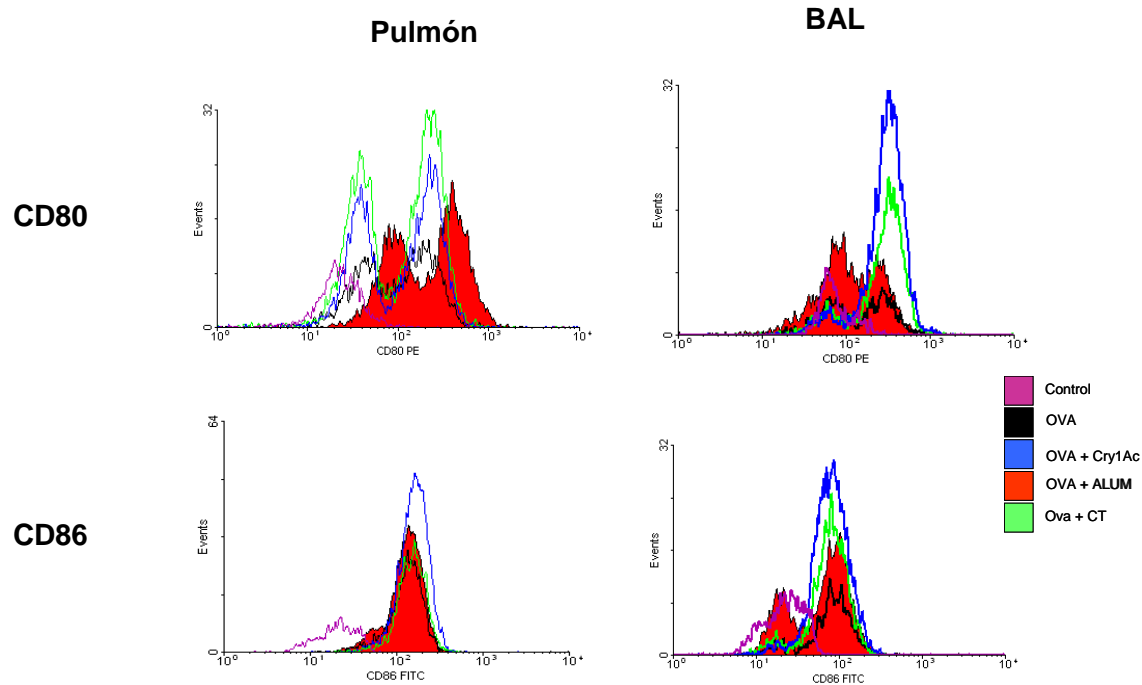 Pulmón
BAL
CD80
32
Events
0
10⁰
10¹
10²
10³
10⁴
CD80 PE
32
Events
0
10⁰
10¹
10²
10³
10⁴
CD80 PE
CD86
64
Events
0
10⁰
10¹
10²
10³
10⁴
CD86 FITC
32
Events
0
10⁰
10¹
10²
10³
10⁴
CD86 FITC
Control
OVA
OVA + Cry1Ac
OVA + ALUM
Ova + CT